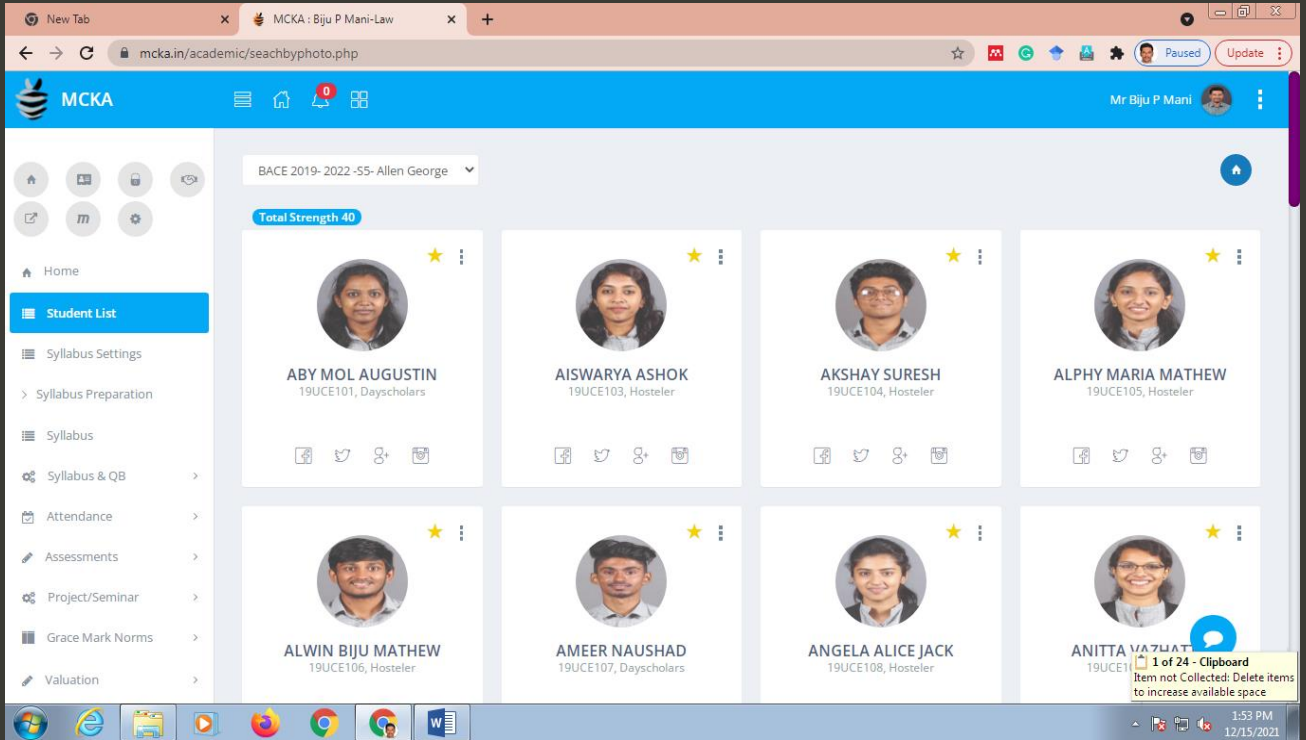 New Tab
MCKA : Biju P Mani-Law
mcka.in/academic/seachbyphoto.php
Paused
Update
MCKA
0
Mr Biju P Mani
BACE 2019- 2022 -S5- Allen George
Total Strength 40
m
Home
Student List
Syllabus Settings
Syllabus Preparation
Syllabus
Syllabus & QB
Attendance
Assessments
Project/Seminar
Grace Mark Norms
Valuation
ABY MOL AUGUSTIN
19UCE101, Dayscholars
AISWARYA ASHOK
19UCE103, Hosteler
AKSHAY SURESH
19UCE104, Hosteler
ALPHY MARIA MATHEW
19UCE105, Hosteler
ALWIN BIJU MATHEW
19UCE106, Hosteler
AMEER NAUSHAD
19UCE107, Dayscholars
ANGELA ALICE JACK
19UCE108, Hosteler
ANITTA
1 of 24 - Clipboard
Item not Collected: Delete items
to increase available space
1:53 PM
12/15/2021